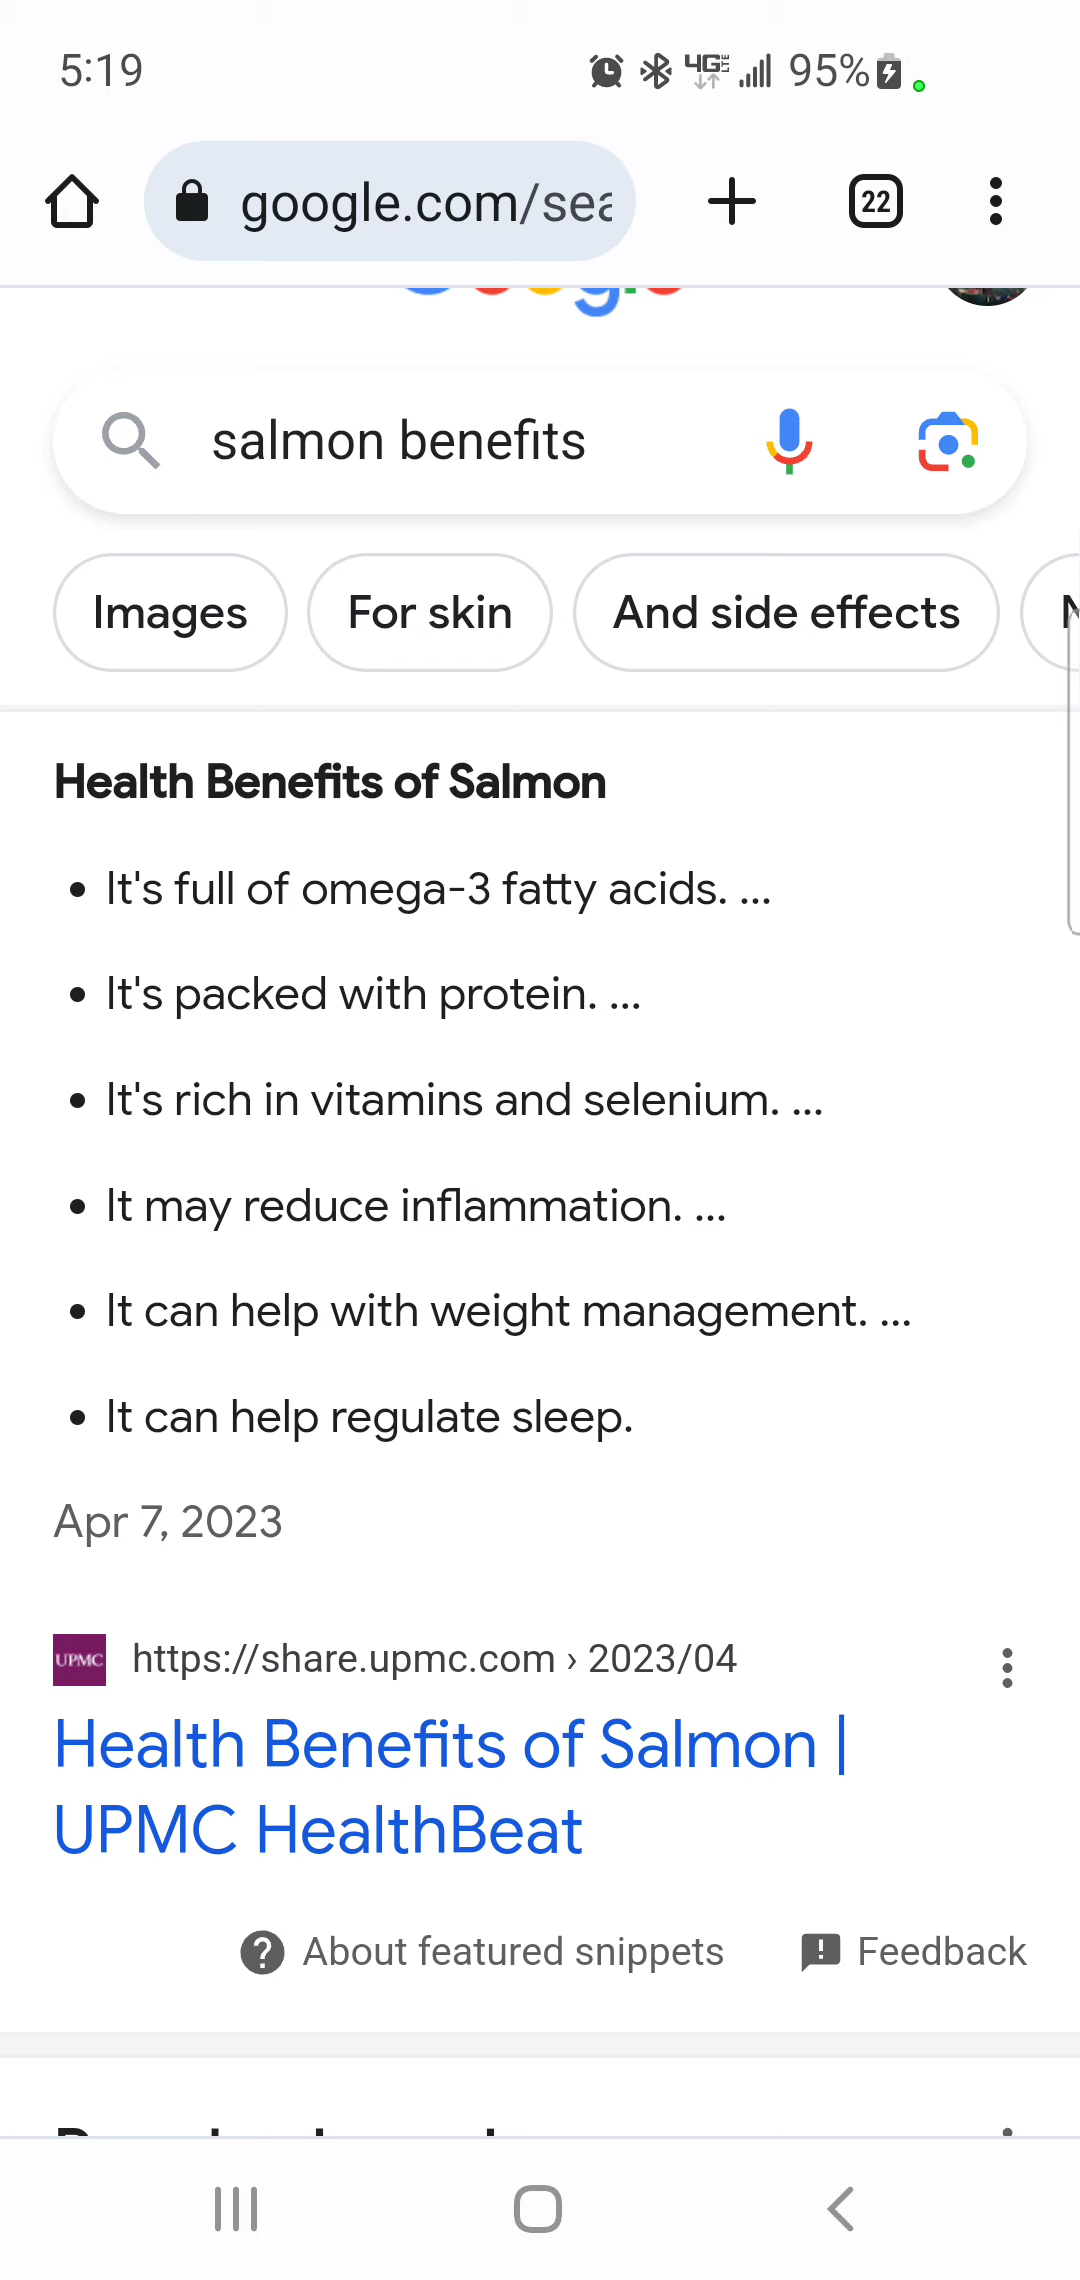 5:19
4G LTE 95%
google.com/sea
22
Google
salmon benefits
Images For skin And side effects
Health Benefits of Salmon
• It's full of omega-3 fatty acids. ...
• It's packed with protein. ...
• It's rich in vitamins and selenium. ...
• It may reduce inflammation. ...
• It can help with weight management. ...
• It can help regulate sleep.
Apr 7, 2023
UPMC https://share.upmc.com › 2023/04
Health Benefits of Salmon |
UPMC HealthBeat
About featured snippets Feedback